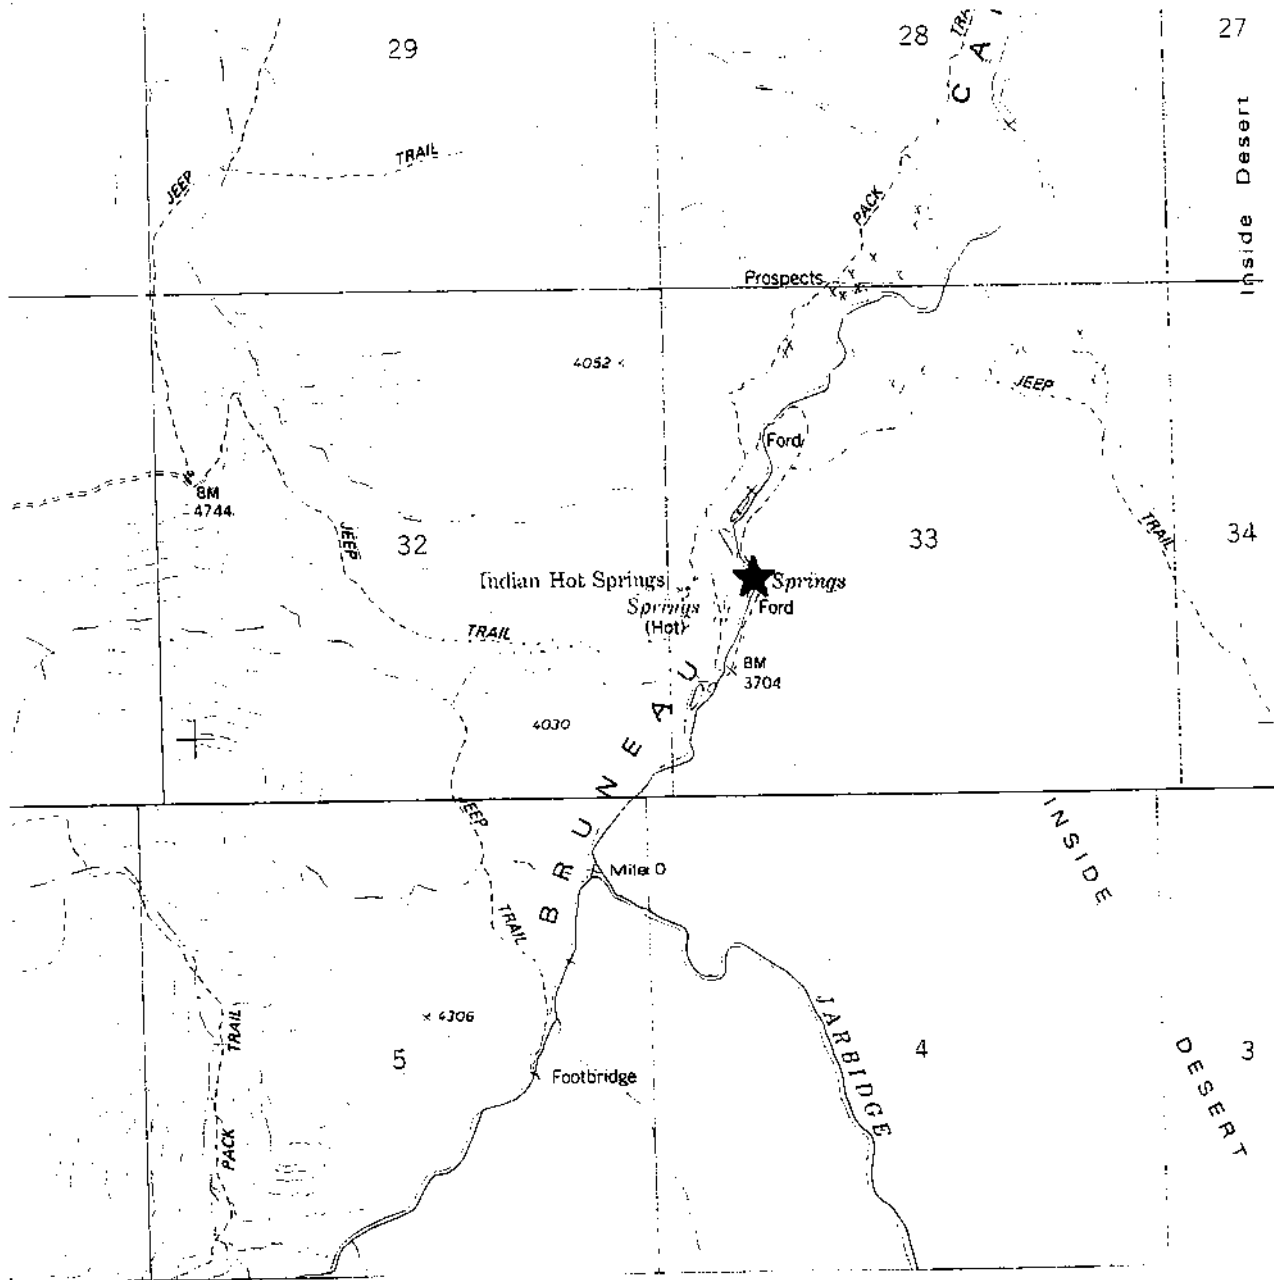 29
28
27
TRA
C A
TRAIL
JEEP
PACK
Inside Desert
Prospects
4052
JEEP
Ford
BM
4744
32
JEEP
33
34
TRAIL
Indian Hot Springs
Springs
Springs
(Hot)
Ford
TRAIL
BM
3704
4030
BRUNEAU
JEEP
INSIDE
Mile 0
TRAIL
4306
JARBIDGE
TRAIL
5
4
3
DESERT
Footbridge
PACK